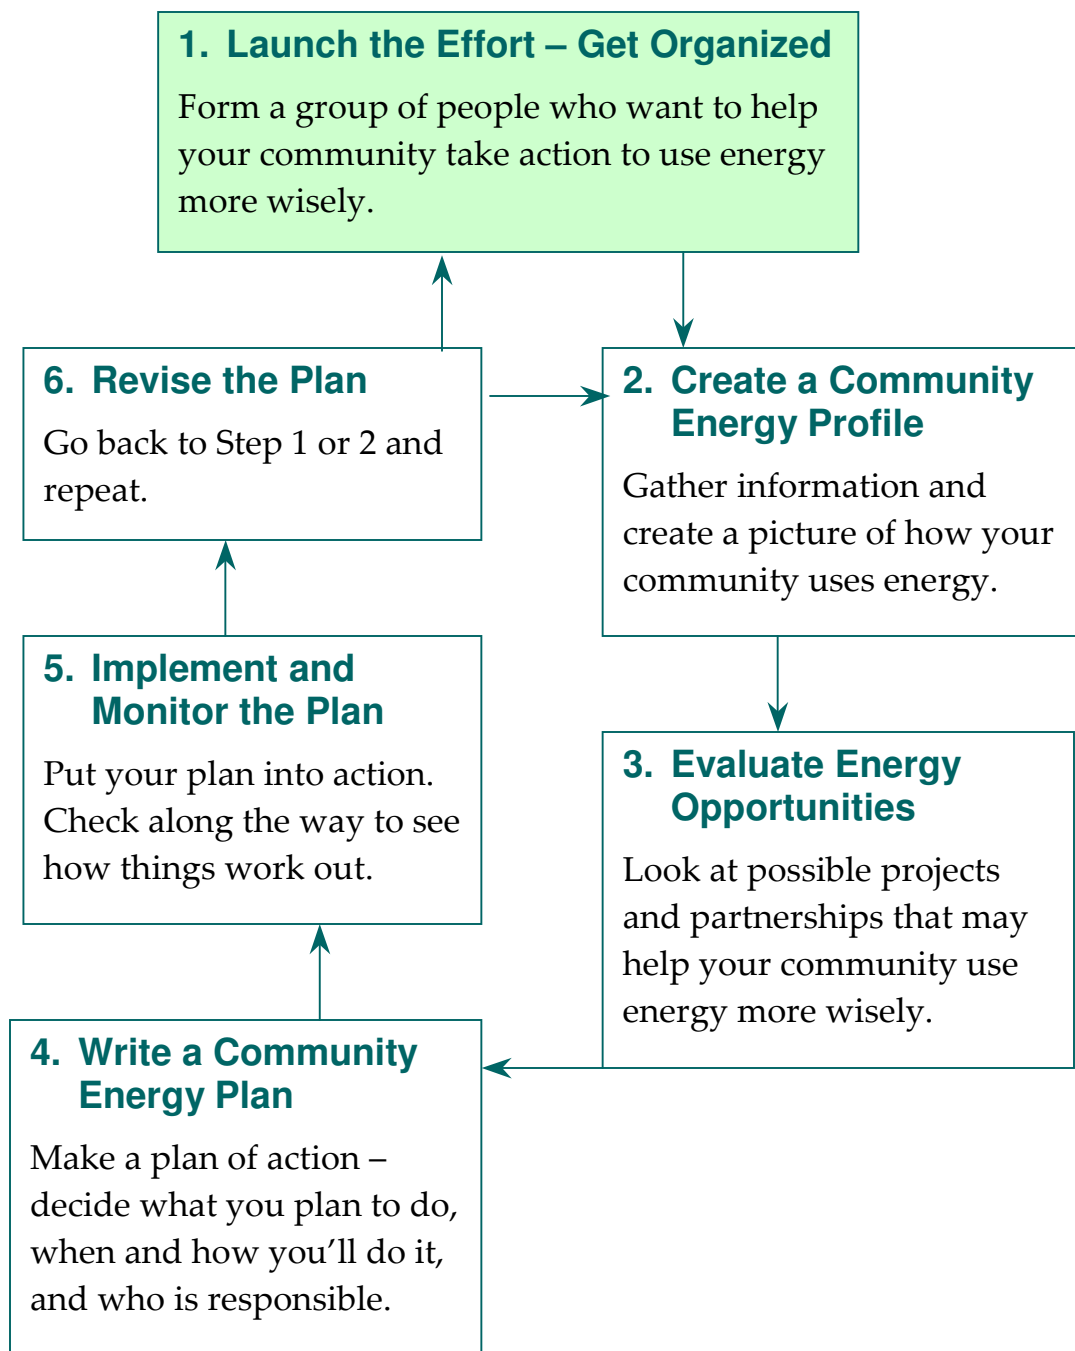 1. Launch the Effort – Get Organized
Form a group of people who want to help
your community take action to use energy
more wisely.
2. Create a Community
Energy Profile
Gather information and
create a picture of how your
community uses energy.
3. Evaluate Energy
Opportunities
Look at possible projects
and partnerships that may
help your community use
energy more wisely.
4. Write a Community
Energy Plan
Make a plan of action –
decide what you plan to do,
when and how you’ll do it,
and who is responsible.
5. Implement and
Monitor the Plan
Put your plan into action.
Check along the way to see
how things work out.
6. Revise the Plan
Go back to Step 1 or 2 and
repeat.